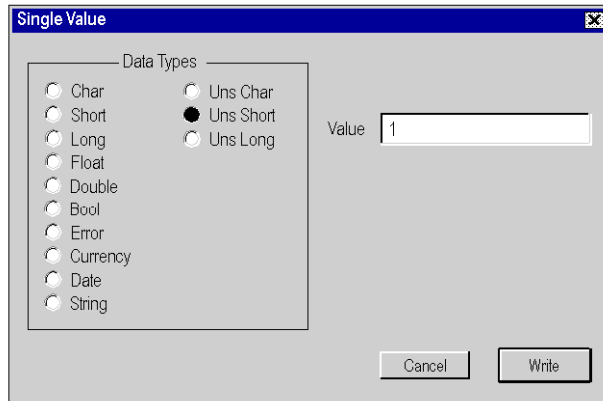 Single Value
Data Types
Char
Uns Char
Short
Uns Short
Long
Uns Long
Float
Double
Bool
Error
Currency
Date
String
Value
1
Cancel
Write